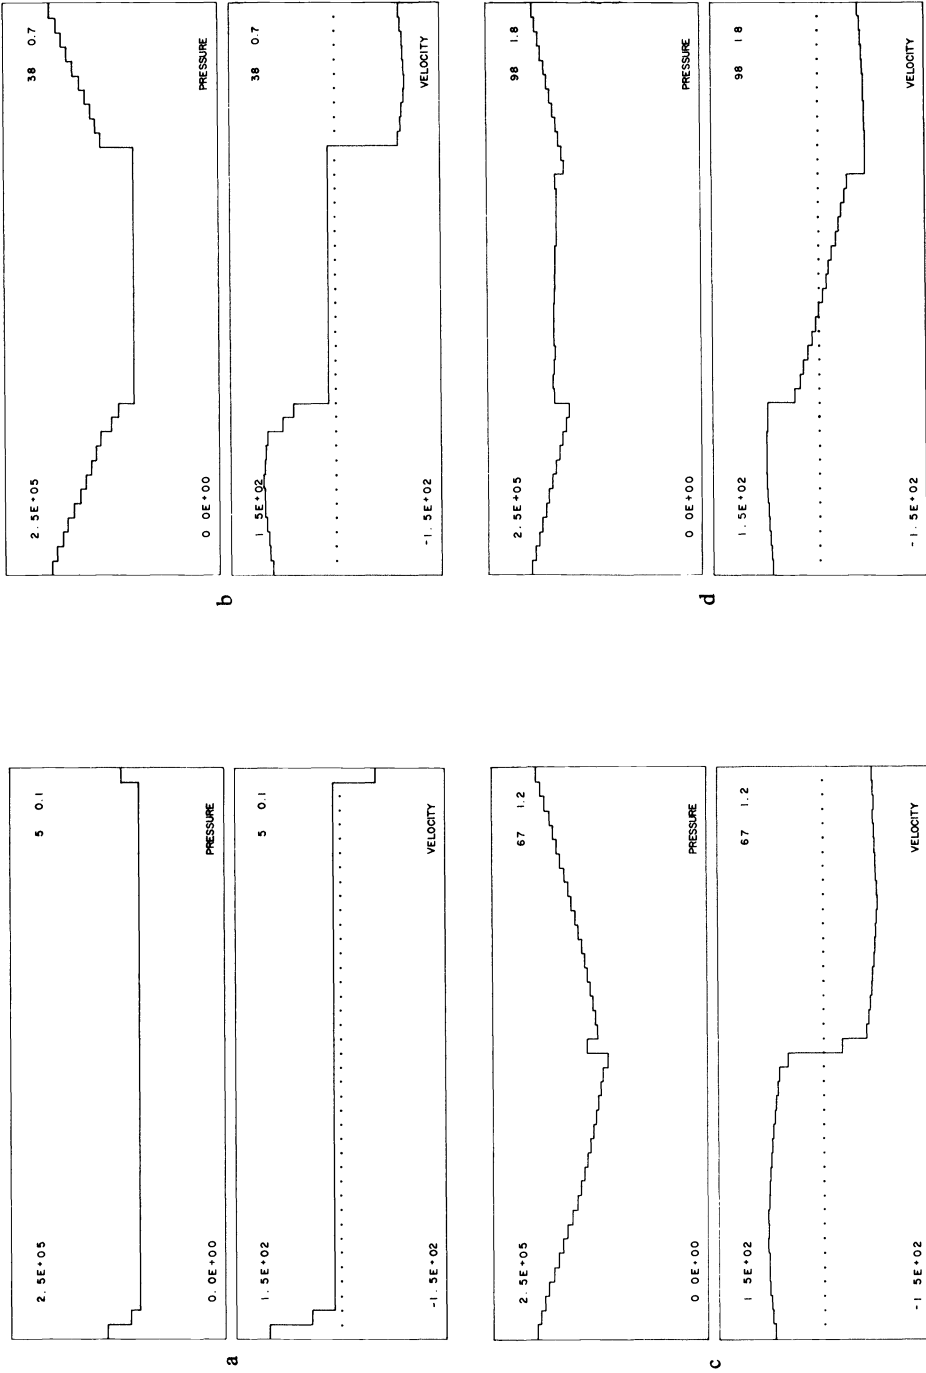 a
2.5E+05
5 0.1
0.0E+00
PRESSURE
1.5E+02
5 0.1
-1.5E+02
VELOCITY
b
2.5E+05
38 0.7
0 0E+00
PRESSURE
1 5E+02
38 0.7
-1.5E+02
VELOCITY
c
2.5E+05
67 1.2
0 0E+00
PRESSURE
1 5E+02
67 1.2
-1 5E+02
VELOCITY
d
2.5E+05
98 1.8
0 0E+00
PRESSURE
1.5E+02
98 1 8
-1.5E+02
VELOCITY